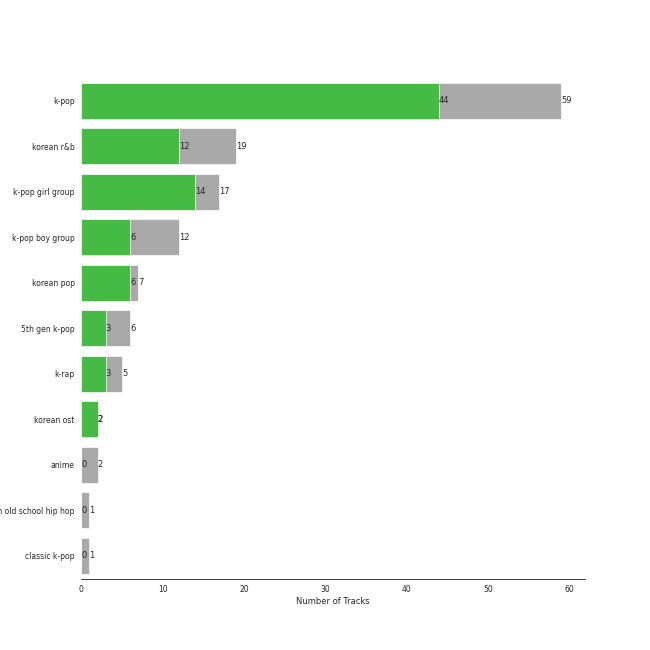 k-pop 44 59
korean r&b 12 19
k-pop girl group 14 17
k-pop boy group 6 12
korean pop 6 7
5th gen k-pop 3 6
k-rap 3 5
korean ost 2
anime 0 2
old school hip hop 0 1
classic k-pop 0 1
0 10 20 30 40 50 60
Number of Tracks